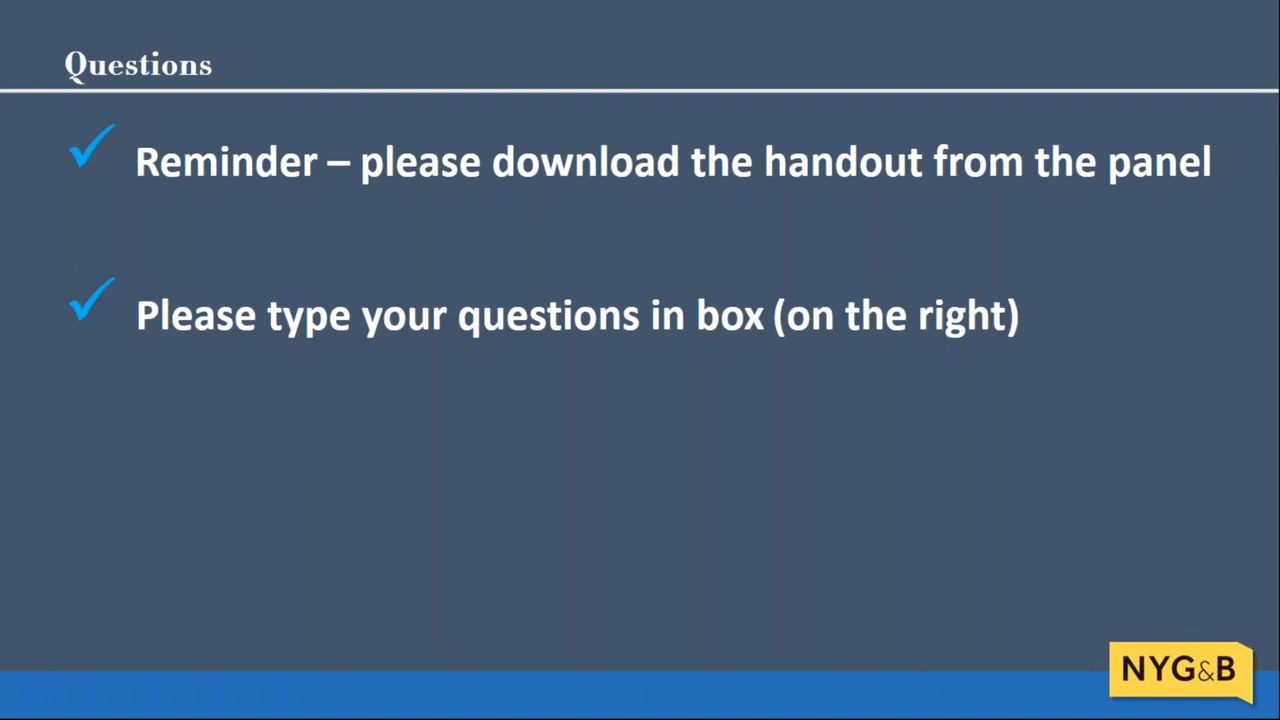 Questions
Reminder – please download the handout from the panel
Please type your questions in box (on the right)
NYG&B